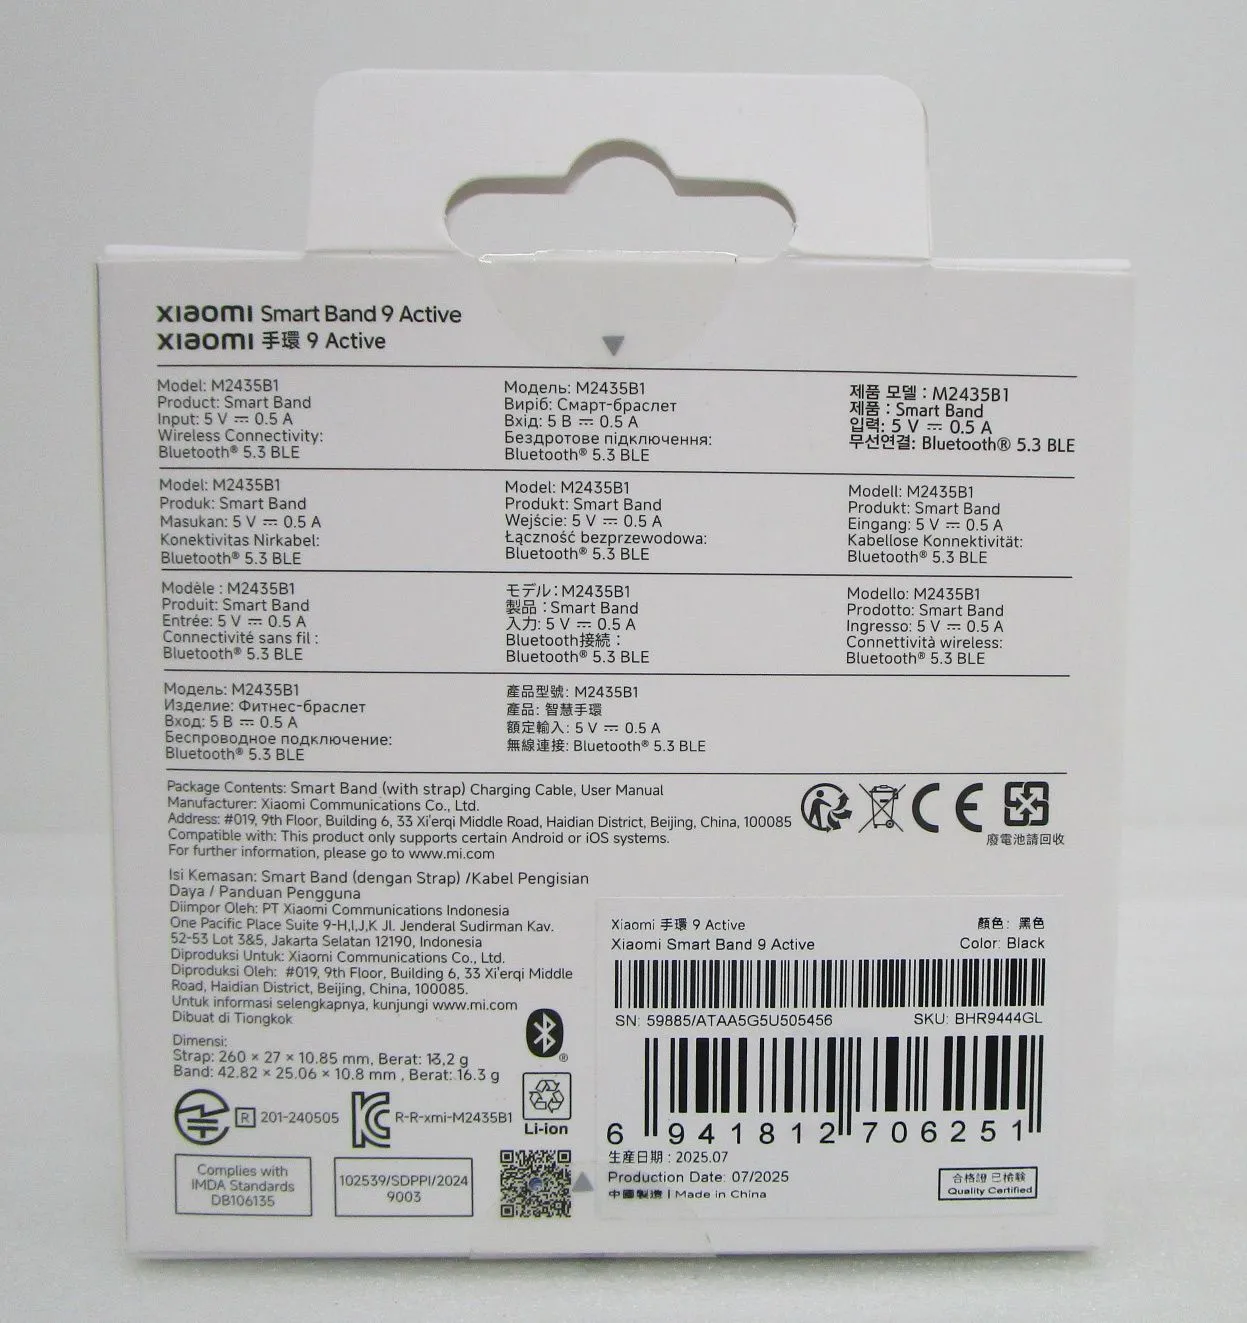 xiaomi Smart Band 9 Active
xiaomi 手環 9 Active
Model: M2435B1
Product: Smart Band
Input: 5 V ⎓ 0.5 A
Wireless Connectivity:
Bluetooth® 5.3 BLE
Модель: M2435B1
Виріб: Смарт-браслет
Вхід: 5 В ⎓ 0.5 А
Бездротове підключення:
Bluetooth® 5.3 BLE
제품 모델 : M2435B1
제품 : Smart Band
입력: 5 V ⎓ 0.5 A
무선연결: Bluetooth® 5.3 BLE
Model: M2435B1
Produk: Smart Band
Masukan: 5 V ⎓ 0.5 A
Konektivitas Nirkabel:
Bluetooth® 5.3 BLE
Model: M2435B1
Produkt: Smart Band
Wejście: 5 V ⎓ 0.5 A
Łączność bezprzewodowa:
Bluetooth® 5.3 BLE
Modell: M2435B1
Produkt: Smart Band
Eingang: 5 V ⎓ 0.5 A
Kabellose Konnektivität:
Bluetooth® 5.3 BLE
Modèle : M2435B1
Produit: Smart Band
Entrée: 5 V ⎓ 0.5 A
Connectivité sans fil :
Bluetooth® 5.3 BLE
モデル：M2435B1
製品：Smart Band
入力: 5 V ⎓ 0.5 A
Bluetooth接続：
Bluetooth® 5.3 BLE
Modello: M2435B1
Prodotto: Smart Band
Ingresso: 5 V ⎓ 0.5 A
Connettività wireless:
Bluetooth® 5.3 BLE
Модель: M2435B1
Изделие: Фитнес-браслет
Вход: 5 В ⎓ 0.5 А
Беспроводное подключение:
Bluetooth® 5.3 BLE
產品型號: M2435B1
產品: 智慧手環
額定輸入: 5 V ⎓ 0.5 A
無線連接: Bluetooth® 5.3 BLE
Package Contents: Smart Band (with strap) Charging Cable, User Manual
Manufacturer: Xiaomi Communications Co., Ltd.
Address: #019, 9th Floor, Building 6, 33 Xi'erqi Middle Road, Haidian District, Beijing, China, 100085
Compatible with: This product only supports certain Android or iOS systems.
For further information, please go to www.mi.com
CE
廢電池請回收
Isi Kemasan: Smart Band (dengan Strap) /Kabel Pengisian
Daya / Panduan Pengguna
Diimpor Oleh: PT Xiaomi Communications Indonesia
One Pacific Place Suite 9-H,I,J,K Jl. Jenderal Sudirman Kav.
52-53 Lot 3&5, Jakarta Selatan 12190, Indonesia
Diproduksi Untuk: Xiaomi Communications Co., Ltd.
Diproduksi Oleh: #019, 9th Floor, Building 6, 33 Xi'erqi Middle
Road, Haidian District, Beijing, China, 100085.
Untuk informasi selengkapnya, kunjungi www.mi.com
Dibuat di Tiongkok
Dimensi:
Strap: 260 × 27 × 10.85 mm, Berat: 13,2 g
Band: 42.82 × 25.06 × 10.8 mm , Berat: 16.3 g
®
R 201-240505
KC R-R-xmi-M2435B1
Li-ion
Complies with
IMDA Standards
DB106135
102539/SDPPI/2024
9003
Xiaomi 手環 9 Active
顏色: 黑色
Xiaomi Smart Band 9 Active
Color: Black
SN: 59885/ATAA5G5U505456
SKU: BHR9444GL
6 941812 706251
生産日期 : 2025.07
Production Date: 07/2025
中國製造 | Made in China
合格證 已檢驗
Quality Certified